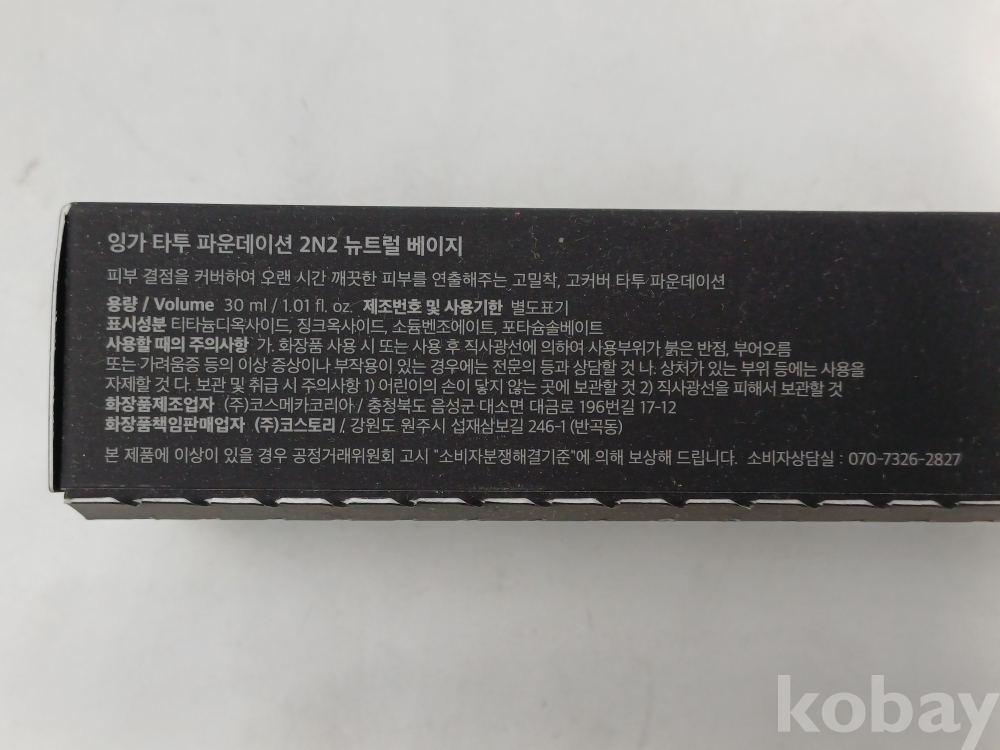 잉가 타투 파운데이션 2N2 뉴트럴 베이지
피부 결점을 커버하여 오랜 시간 깨끗한 피부를 연출해주는 고밀착, 고커버 타투 파운데이션
용량 / Volume 30 ml / 1.01 fl. oz. 제조번호 및 사용기한 별도표기
표시성분 티타늄디옥사이드, 징크옥사이드, 소듐벤조에이트, 포타슘솔베이트
사용할 때의 주의사항 가. 화장품 사용 시 또는 사용 후 직사광선에 의하여 사용부위가 붉은 반점, 부어오름
또는 가려움증 등의 이상 증상이나 부작용이 있는 경우에는 전문의 등과 상담할 것 나. 상처가 있는 부위 등에는 사용을
자제할 것 다. 보관 및 취급 시 주의사항 1) 어린이의 손이 닿지 않는 곳에 보관할 것 2) 직사광선을 피해서 보관할 것
화장품제조업자 (주)코스메카코리아 / 충청북도 음성군 대소면 대금로 196번길 17-12
화장품책임판매업자 (주)코스토리 / 강원도 원주시 섭재삼보길 246-1 (반곡동)
본 제품에 이상이 있을 경우 공정거래위원회 고시 "소비자분쟁해결기준"에 의해 보상해 드립니다. 소비자상담실 : 070-7326-2827
kobay